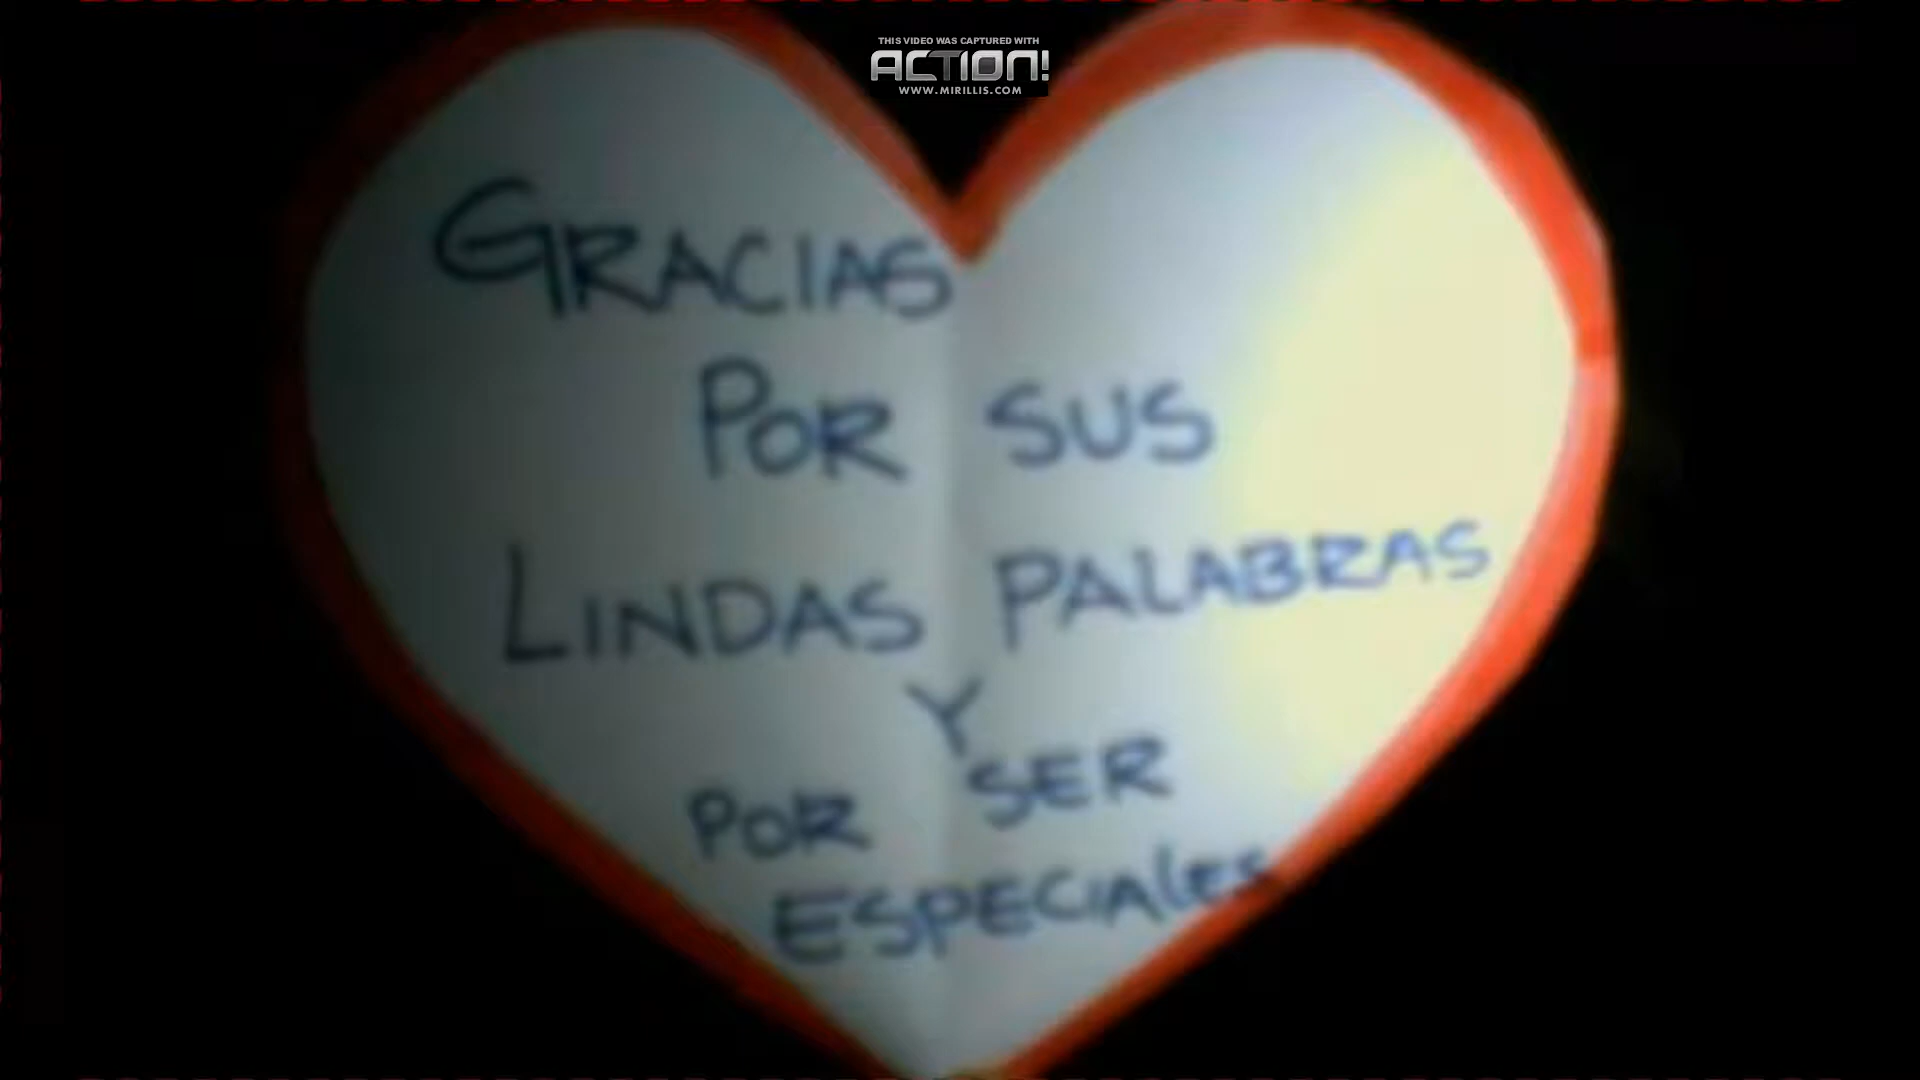 THIS VIDEO WAS CAPTURED WITH
ACTION!
WWW.MIRILLIS.COM
GRACIAS
POR SUS
LINDAS PALABRAS
Y
POR SER
ESPECIALES